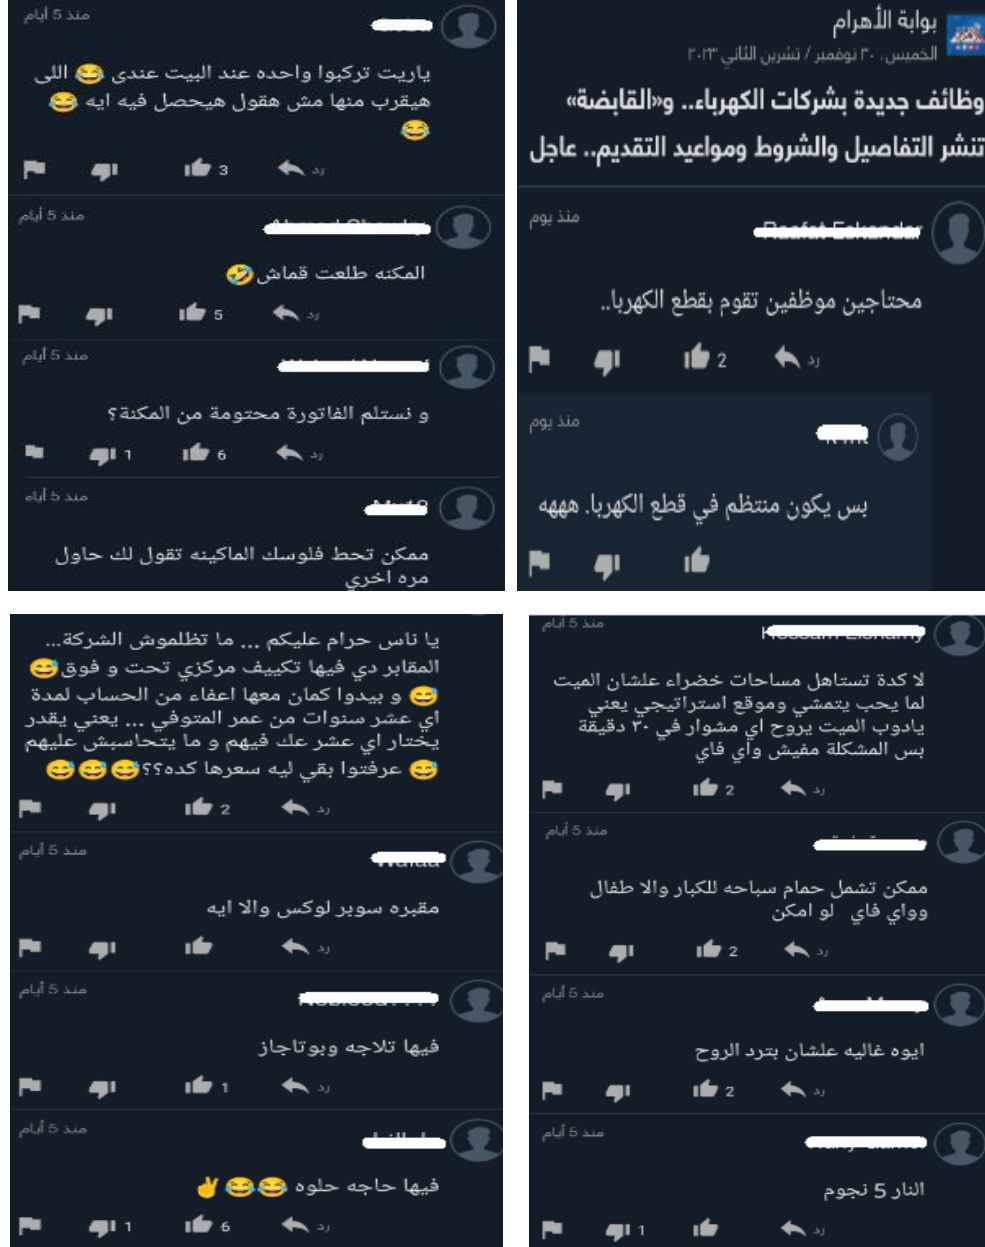 بوابة الأهرام
الخميس، ٣٠ نوفمبر / تشرين الثاني ٢٠٢٣
وظائف جديدة بشركات الكهرباء.. و«القابضة»
تنشر التفاصيل والشروط ومواعيد التقديم.. عاجل
منذ يوم
محتاجين موظفين تقوم بقطع الكهربا..
رد 2
منذ يوم
بس يكون منتظم في قطع الكهربا. هههه
منذ 5 أيام
ياريت تركبوا واحده عند البيت عندى 😂 اللى
هيقرب منها مش هقول هيحصل فيه ايه 😂
😂
رد 3
منذ 5 أيام
المكنه طلعت قماش🤣
رد 5
منذ 5 أيام
و نستلم الفاتورة مختومة من المكنة؟
رد 6 1
منذ 5 أيام
ممكن تحط فلوسك الماكينه تقول لك حاول
مره اخري
منذ 5 أيام
لا كدة تستاهل مساحات خضراء علشان الميت
لما يحب يتمشي وموقع استراتيجي يعني
يادوب الميت يروح اي مشوار في ٣٠ دقيقة
بس المشكلة مفيش واي فاي
رد 2
منذ 5 أيام
ممكن تشمل حمام سباحه للكبار والا طفال
وواي فاي لو امكن
رد 2
منذ 5 أيام
ايوه غاليه علشان بترد الروح
رد 2
منذ 5 أيام
النار 5 نجوم
رد 1
يا ناس حرام عليكم ... ما تظلموش الشركة...
المقابر دي فيها تكييف مركزي تحت و فوق😅
😅 و بيدوا كمان معها اعفاء من الحساب لمدة
اي عشر سنوات من عمر المتوفي ... يعني يقدر
يختار اي عشر عك فيهم و ما يتحاسبش عليهم
😅 عرفتوا بقي ليه سعرها كده؟؟😅😅😅
رد 2
منذ 5 أيام
مقبره سوبر لوكس والا ايه
رد
منذ 5 أيام
فيها تلاجه وبوتاجاز
رد 1
منذ 5 أيام
فيها حاجه حلوه 😂😂✌
رد 6 1